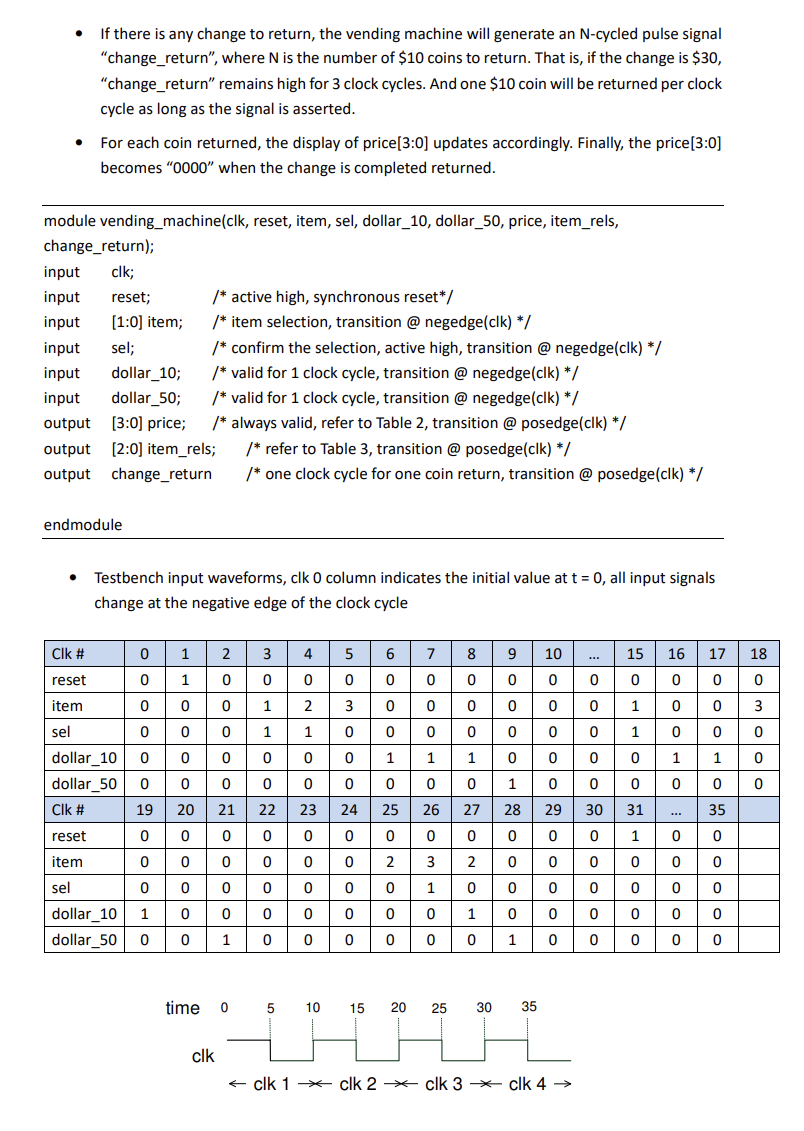 • If there is any change to return, the vending machine will generate an N-cycled pulse signal
“change_return”, where N is the number of $10 coins to return. That is, if the change is $30,
“change_return” remains high for 3 clock cycles. And one $10 coin will be returned per clock
cycle as long as the signal is asserted.
• For each coin returned, the display of price[3:0] updates accordingly. Finally, the price[3:0]
becomes “0000” when the change is completed returned.
module vending_machine(clk, reset, item, sel, dollar_10, dollar_50, price, item_rels,
change_return);
input clk;
input reset; /* active high, synchronous reset*/
input [1:0] item; /* item selection, transition @ negedge(clk) */
input sel; /* confirm the selection, active high, transition @ negedge(clk) */
input dollar_10; /* valid for 1 clock cycle, transition @ negedge(clk) */
input dollar_50; /* valid for 1 clock cycle, transition @ negedge(clk) */
output [3:0] price; /* always valid, refer to Table 2, transition @ posedge(clk) */
output [2:0] item_rels; /* refer to Table 3, transition @ posedge(clk) */
output change_return /* one clock cycle for one coin return, transition @ posedge(clk) */
endmodule
• Testbench input waveforms, clk 0 column indicates the initial value at t = 0, all input signals
change at the negative edge of the clock cycle
Clk # 0 1 2 3 4 5 6 7 8 9 10 ... 15 16 17 18
reset 0 1 0 0 0 0 0 0 0 0 0 0 0 0 0 0
item 0 0 0 1 2 3 0 0 0 0 0 0 1 0 0 3
sel 0 0 0 1 1 0 0 0 0 0 0 0 1 0 0 0
dollar_10 0 0 0 0 0 0 1 1 1 0 0 0 0 1 1 0
dollar_50 0 0 0 0 0 0 0 0 0 1 0 0 0 0 0 0
Clk # 19 20 21 22 23 24 25 26 27 28 29 30 31 ... 35
reset 0 0 0 0 0 0 0 0 0 0 0 0 1 0 0
item 0 0 0 0 0 0 2 3 2 0 0 0 0 0 0
sel 0 0 0 0 0 0 0 1 0 0 0 0 0 0 0
dollar_10 1 0 0 0 0 0 0 0 1 0 0 0 0 0 0
dollar_50 0 0 1 0 0 0 0 0 0 1 0 0 0 0 0
time 0 5 10 15 20 25 30 35
clk
clk 1 clk 2 clk 3 clk 4